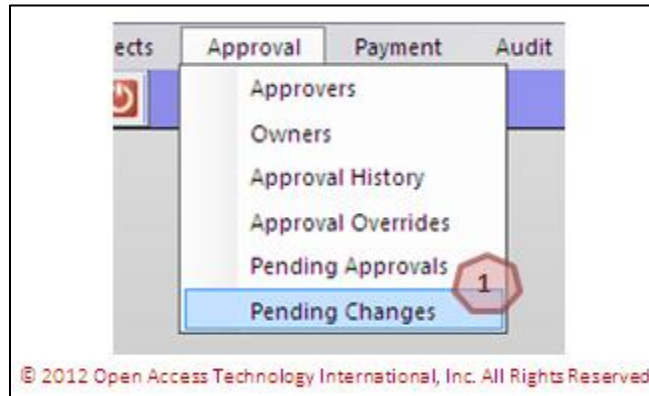 ects Approval Payment Audit
Approvers
Owners
Approval History
Approval Overrides
Pending Approvals
1
Pending Changes
© 2012 Open Access Technology International, Inc. All Rights Reserved